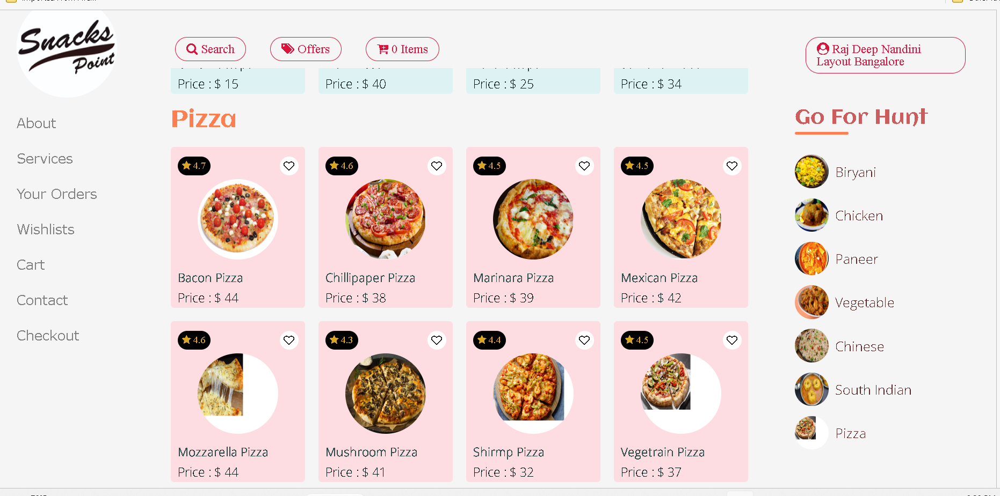 Snacks
Point
Search
Offers
0 Items
Raj Deep Nandini
Layout Bangalore
About
Services
Your Orders
Wishlists
Cart
Contact
Checkout
Price : $ 15
Price : $ 40
Price : $ 25
Price : $ 34
Pizza
4.7
Bacon Pizza
Price : $ 44
4.6
Chillipaper Pizza
Price : $ 38
4.5
Marinara Pizza
Price : $ 39
4.5
Mexican Pizza
Price : $ 42
4.6
Mozzarella Pizza
Price : $ 44
4.3
Mushroom Pizza
Price : $ 41
4.4
Shirmp Pizza
Price : $ 32
4.5
Vegetrain Pizza
Price : $ 37
Go For Hunt
Biryani
Chicken
Paneer
Vegetable
Chinese
South Indian
Pizza